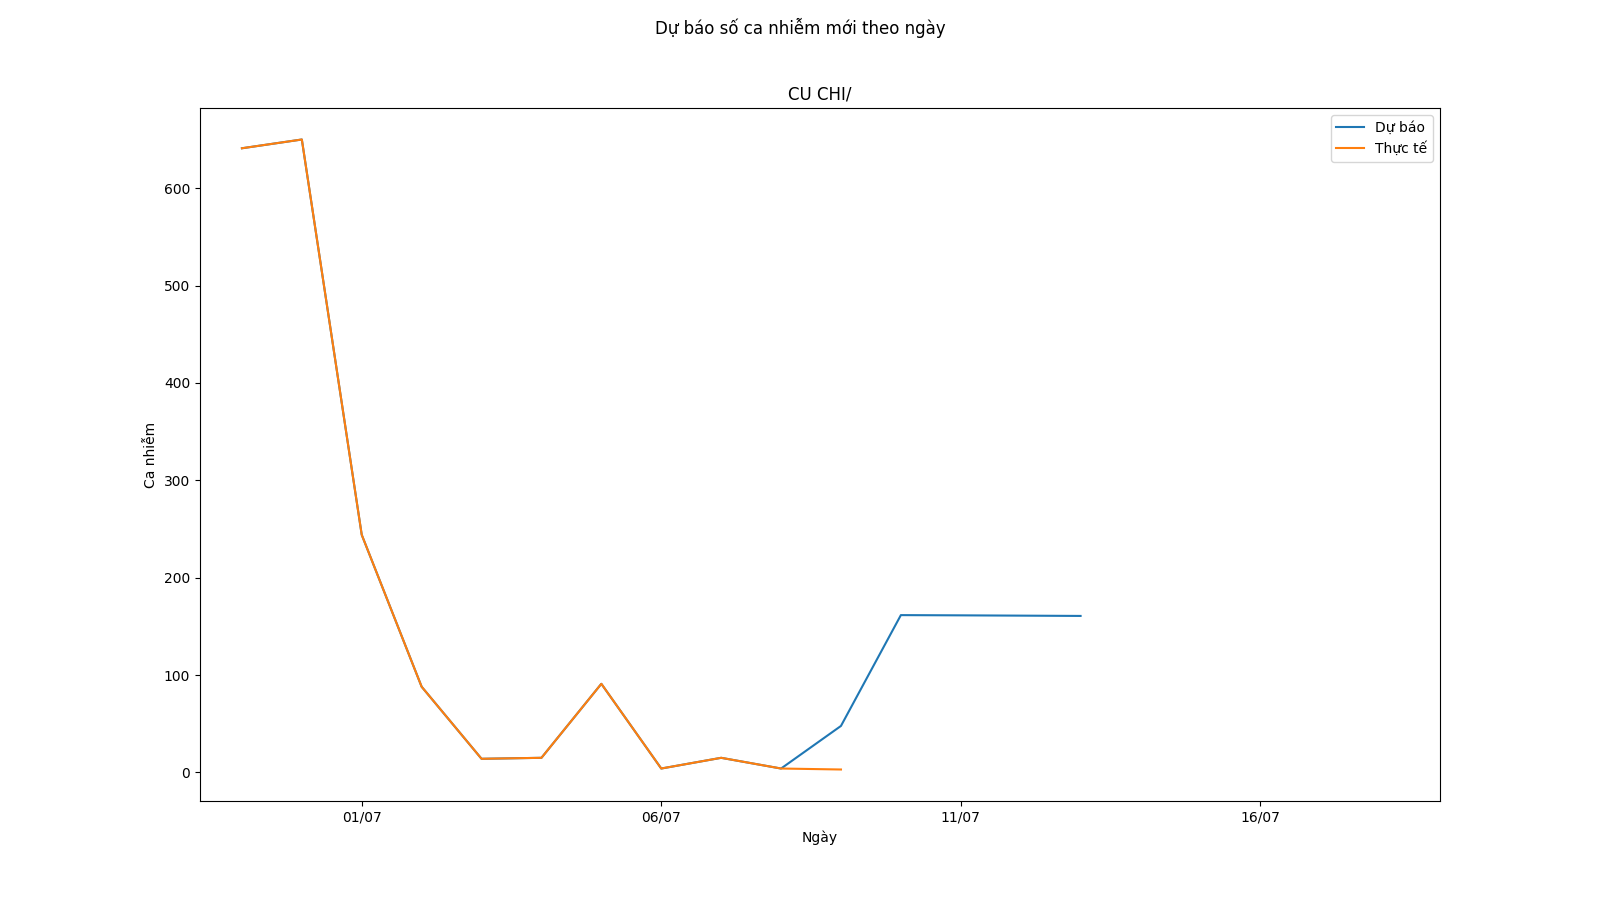 Dự báo số ca nhiễm mới theo ngày
CU CHI/
Dự báo
Thực tế
600
500
400
300
200
100
0
Ca nhiễm
01/07
06/07
11/07
16/07
Ngày